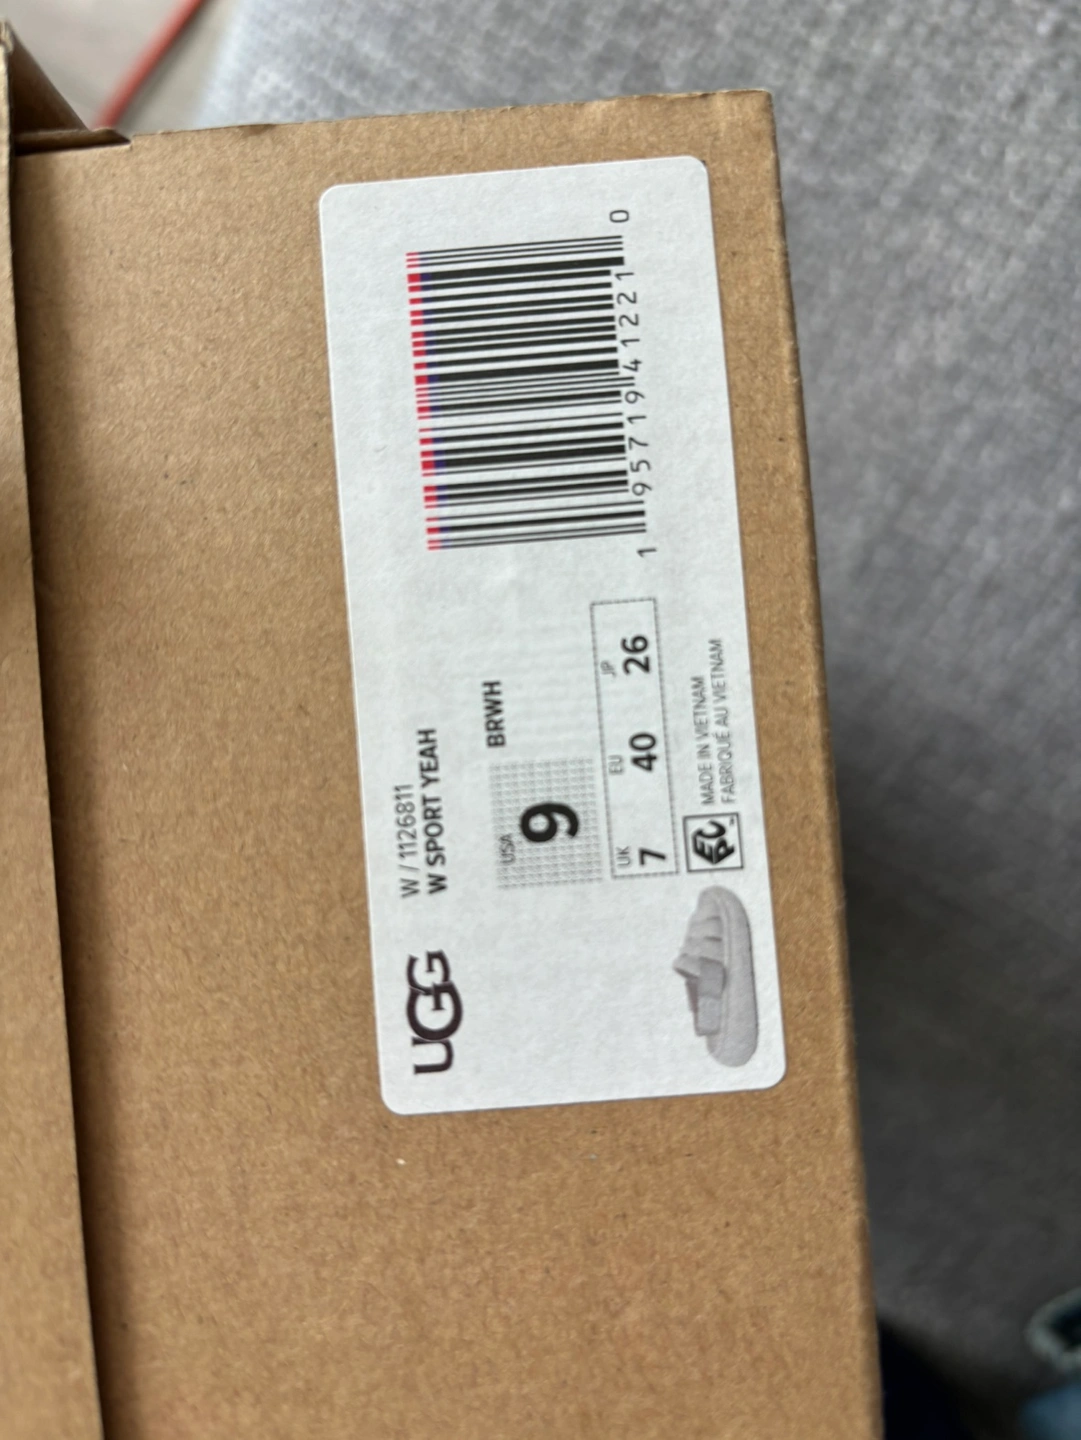 UGG
W / 1126811
W SPORT YEAH
USA
9
BRWH
UK
7
EU
40
JP
26
MADE IN VIETNAM
FABRIQUÉ AU VIETNAM
1 95719 41221 0